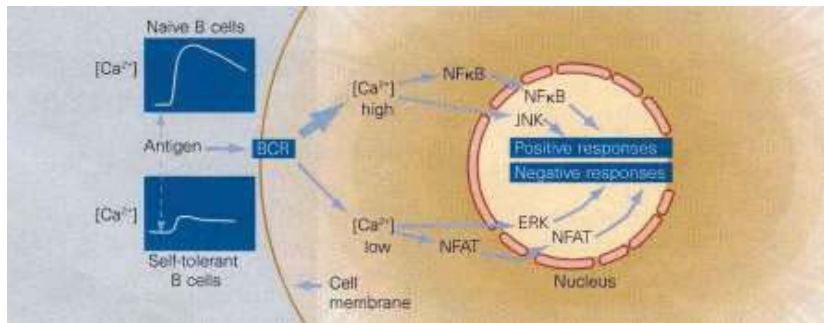 Naive B cells
[Ca²⁺]
Antigen
BCR
[Ca²⁺]
Self-tolerant
B cells
[Ca²⁺]
high
NFκB
NFκB
JNK
Positive responses
Negative responses
[Ca²⁺]
low
ERK
NFAT
NFAT
Nucleus
Cell
membrane